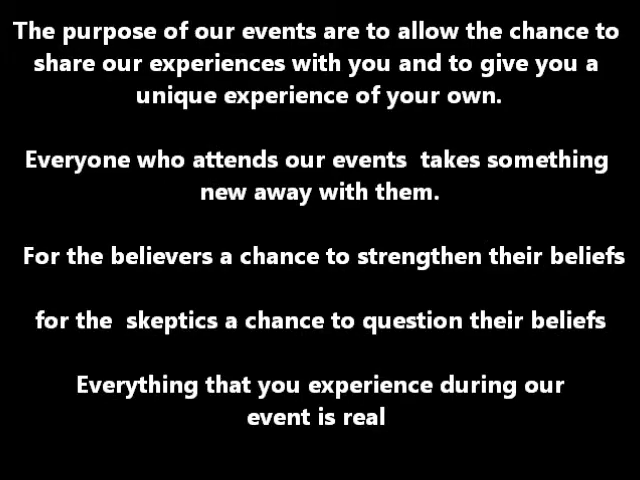 The purpose of our events are to allow the chance to
share our experiences with you and to give you a
unique experience of your own.
Everyone who attends our events  takes something
new away with them.
For the believers a chance to strengthen their beliefs
for the  skeptics a chance to question their beliefs
Everything that you experience during our
event is real